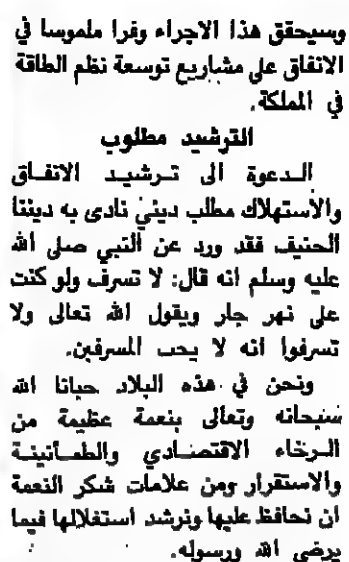 وسيحقق هذا الاجراء وفرا ملموسا في
الانفاق على مشاريع توسعة نظم الطاقة
في المملكة.
الترشيد مطلوب
الدعوة الى ترشيد الانفاق
والأستهلاك مطلب ديني نادى به ديننا
الحنيف فقد ورد عن النبي صلى الله
عليه وسلم انه قال: لا تسرف ولو كنت
على نهر جار ويقول الله تعالى ولا
تسرفوا انه لا يحب المسرفين.
ونحن في هذه البلاد حبانا الله
سبحانه وتعالى بنعمة عظيمة من
الرخاء الاقتصادي والطمأنينة
والاستقرار ومن علامات شكر النعمة
ان نحافظ عليها ونرشد استغلالها فيما
يرضي الله ورسوله.